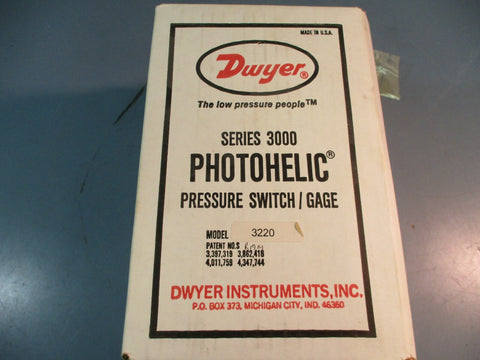 MADE IN U.S.A.
Dwyer®
The low pressure people™
SERIES 3000
PHOTOHELIC®
PRESSURE SWITCH / GAGE
MODEL 3220
PATENT NO.S
3,397,319 3,862,416
4,011,759 4,347,744
DWYER INSTRUMENTS, INC.
P.O. BOX 373, MICHIGAN CITY, IND. 46360